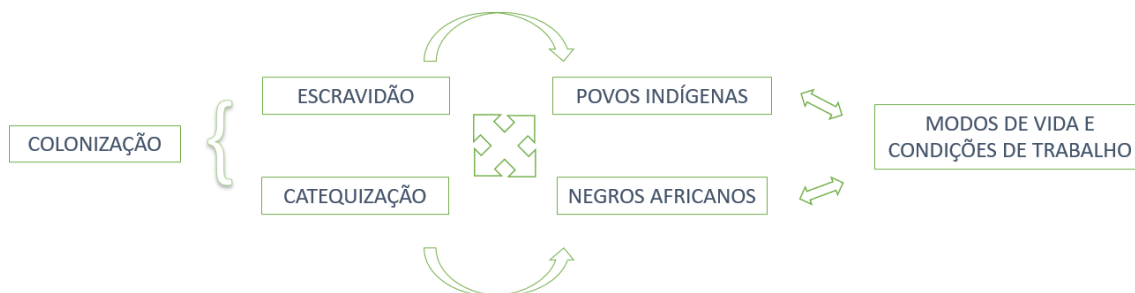 COLONIZAÇÃO
ESCRAVIDÃO
CATEQUIZAÇÃO
POVOS INDÍGENAS
NEGROS AFRICANOS
MODOS DE VIDA E
CONDIÇÕES DE TRABALHO